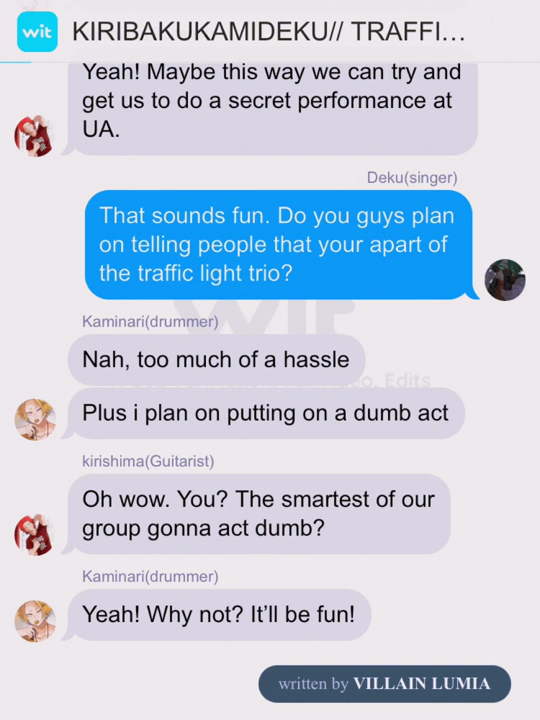 wit
KIRIBAKUKAMIDEKU// TRAFFI...
Yeah! Maybe this way we can try and
get us to do a secret performance at
UA.
Deku(singer)
That sounds fun. Do you guys plan
on telling people that your apart of
the traffic light trio?
wit
Kaminari(drummer)
Nah, too much of a hassle
Edits
Plus i plan on putting on a dumb act
kirishima(Guitarist)
Oh wow. You? The smartest of our
group gonna act dumb?
Kaminari(drummer)
Yeah! Why not? It’ll be fun!
written by VILLAIN LUMIA